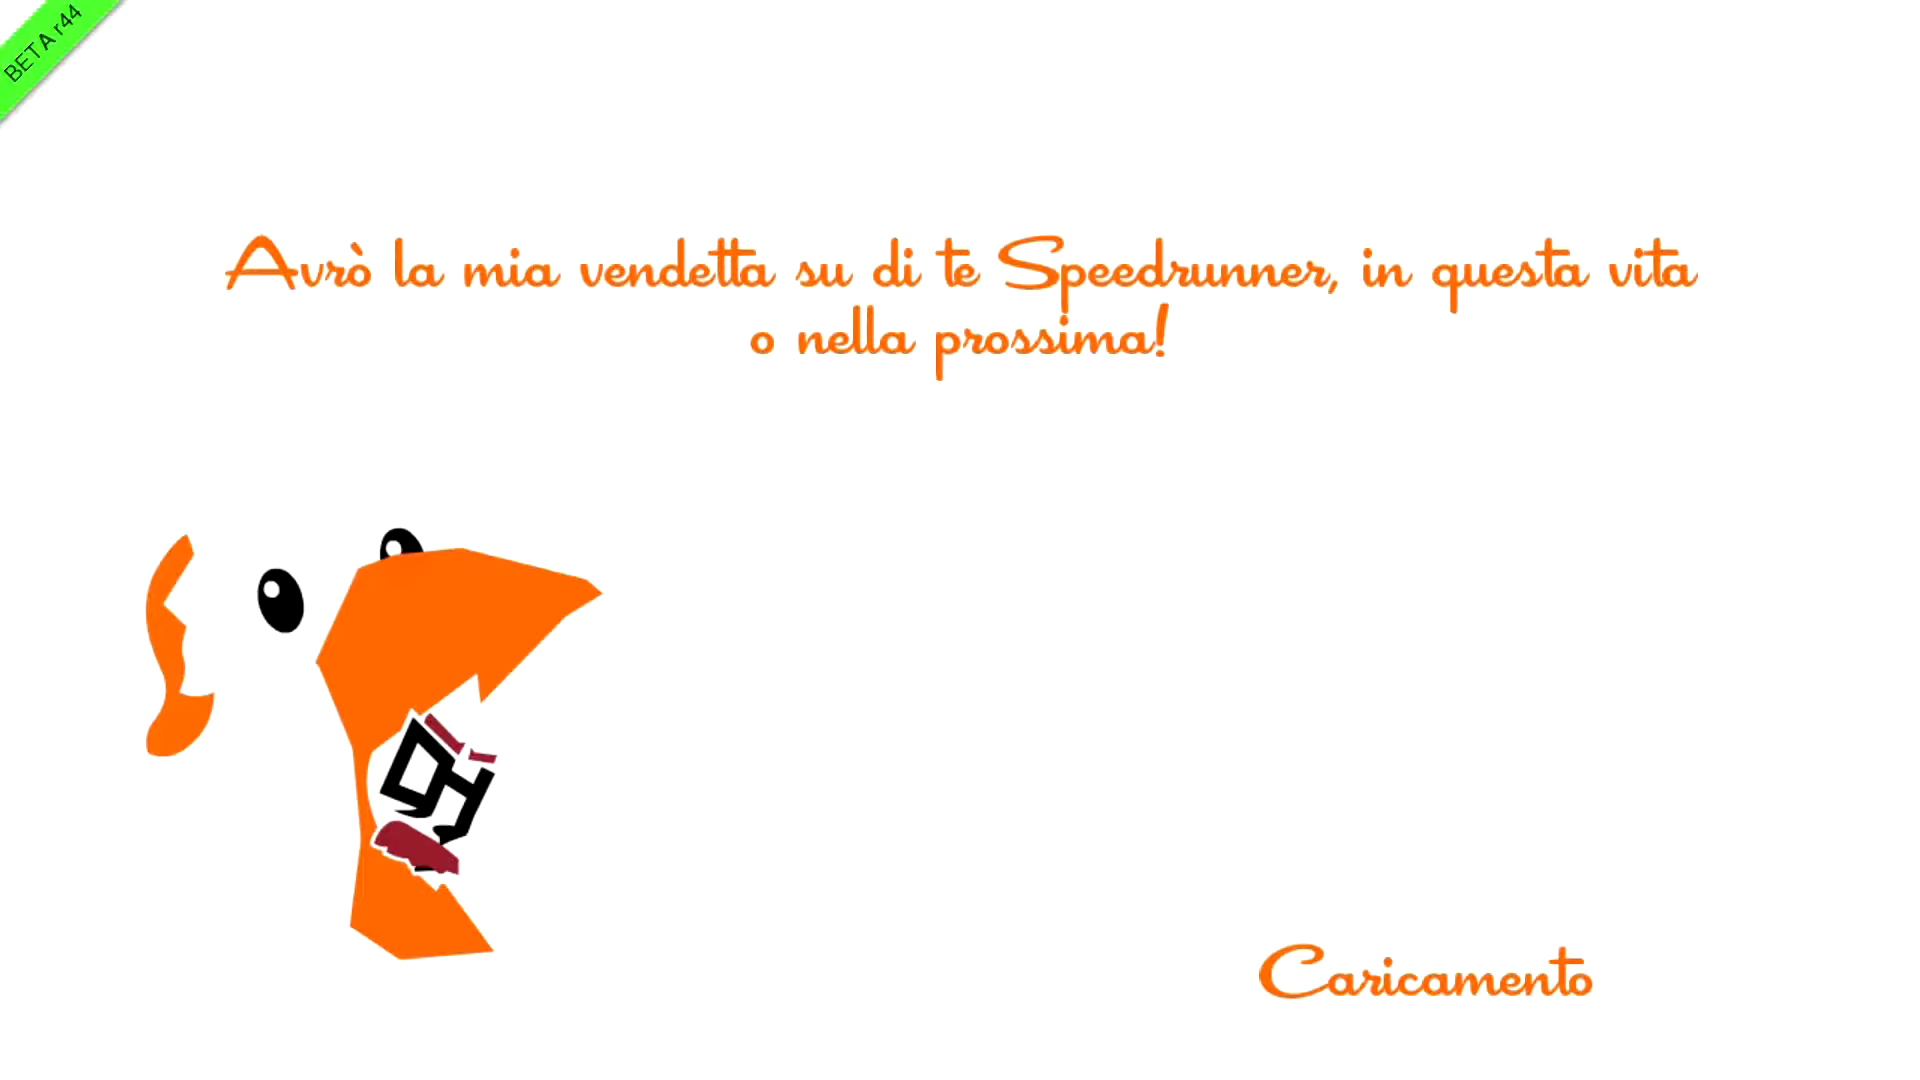 BETA r44
Avrò la mia vendetta su di te Speedrunner, in questa vita
o nella prossima!
Caricamento